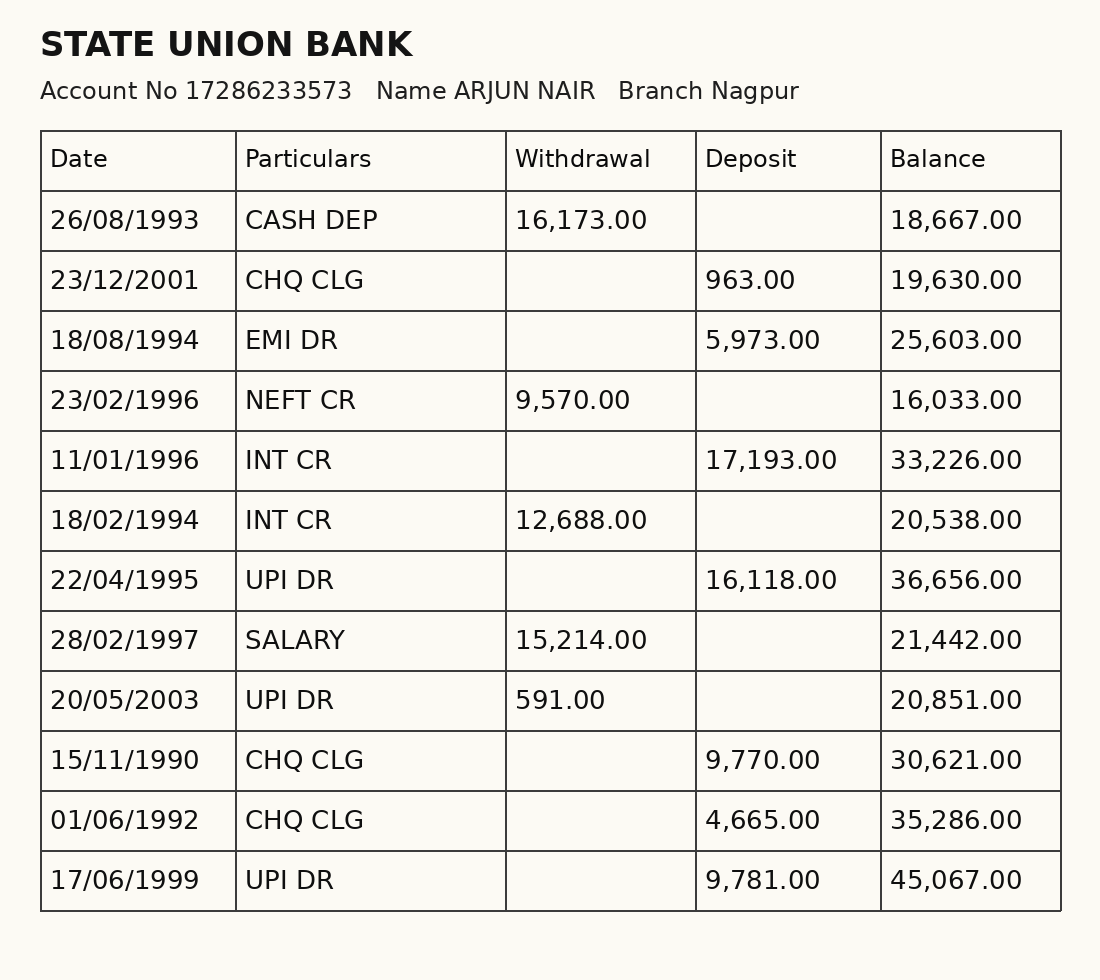 STATE UNION BANK
Account No 17286233573 Name ARJUN NAIR Branch Nagpur
Date Particulars Withdrawal Deposit Balance
26/08/1993 CASH DEP 16,173.00 18,667.00
23/12/2001 CHQ CLG 963.00 19,630.00
18/08/1994 EMI DR 5,973.00 25,603.00
23/02/1996 NEFT CR 9,570.00 16,033.00
11/01/1996 INT CR 17,193.00 33,226.00
18/02/1994 INT CR 12,688.00 20,538.00
22/04/1995 UPI DR 16,118.00 36,656.00
28/02/1997 SALARY 15,214.00 21,442.00
20/05/2003 UPI DR 591.00 20,851.00
15/11/1990 CHQ CLG 9,770.00 30,621.00
01/06/1992 CHQ CLG 4,665.00 35,286.00
17/06/1999 UPI DR 9,781.00 45,067.00